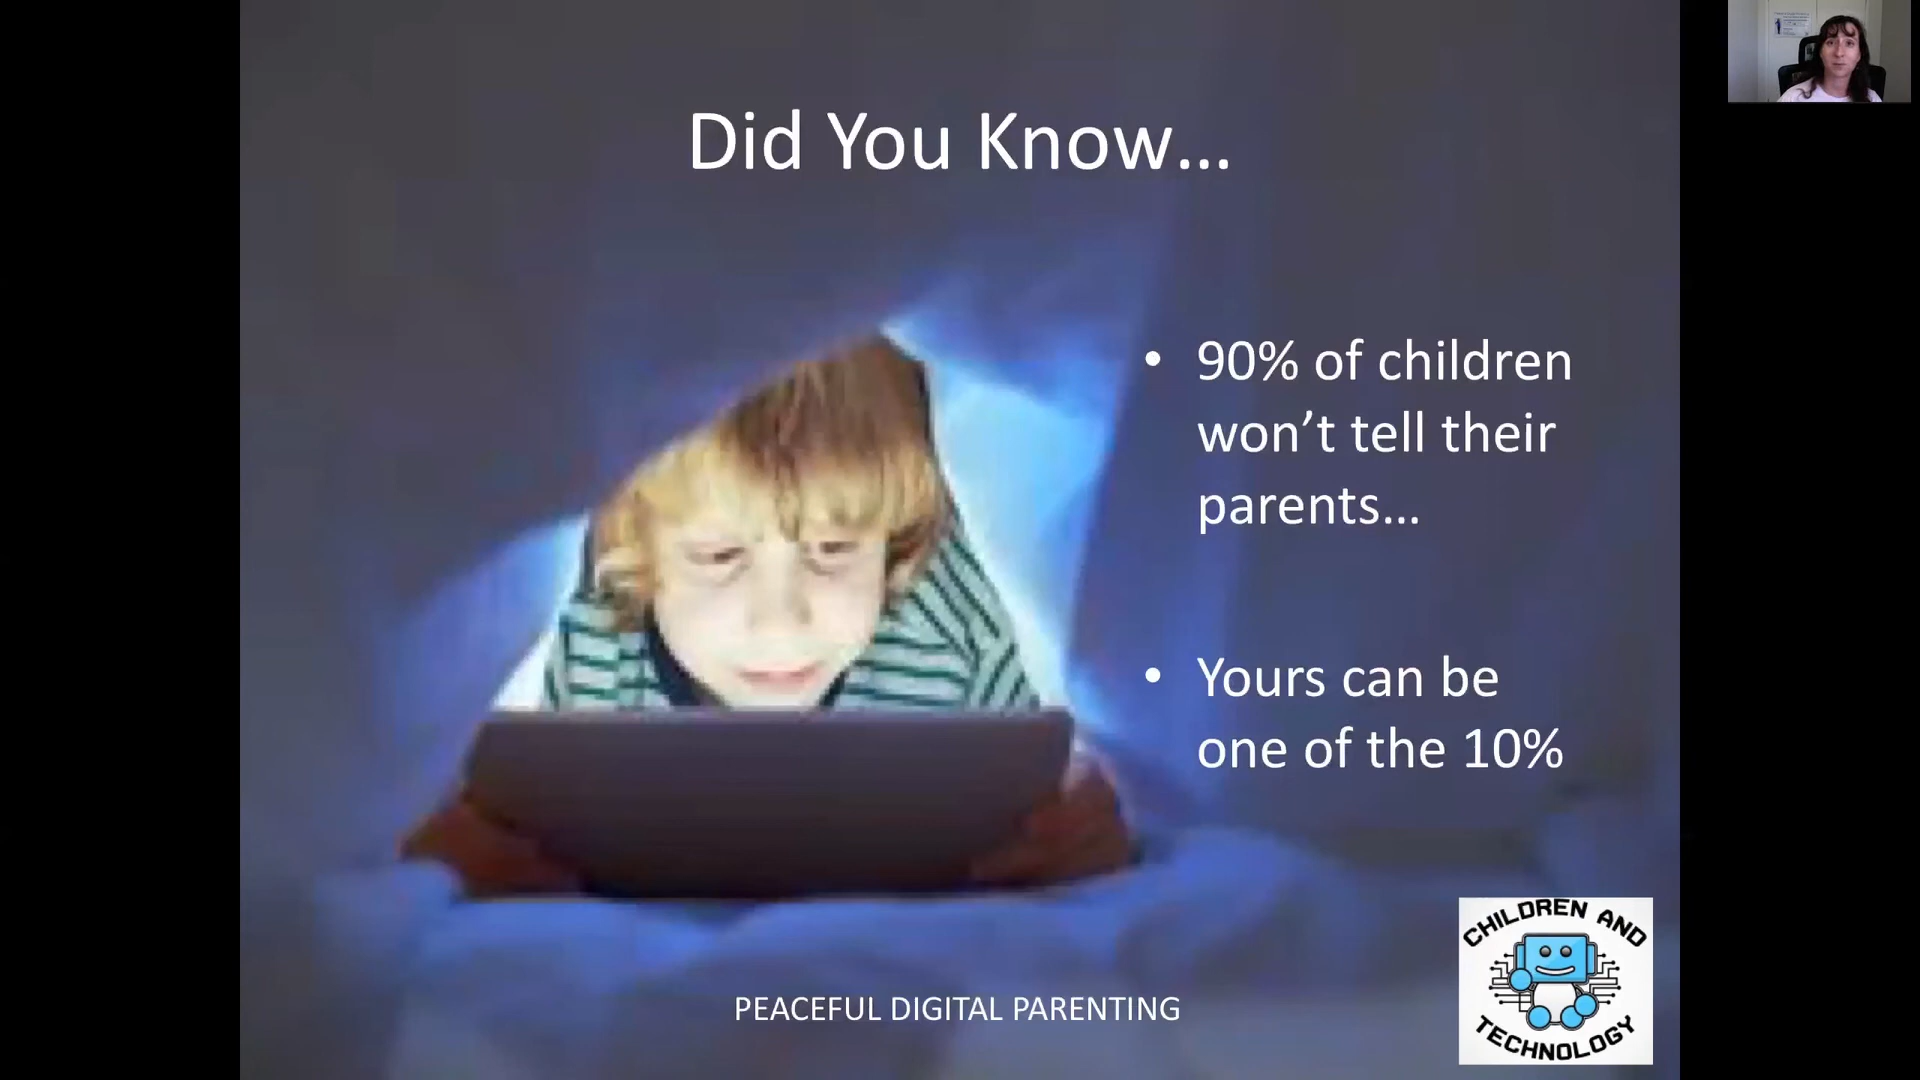 Did You Know...
• 90% of children
won’t tell their
parents...
• Yours can be
one of the 10%
PEACEFUL DIGITAL PARENTING
CHILDREN AND
TECHNOLOGY